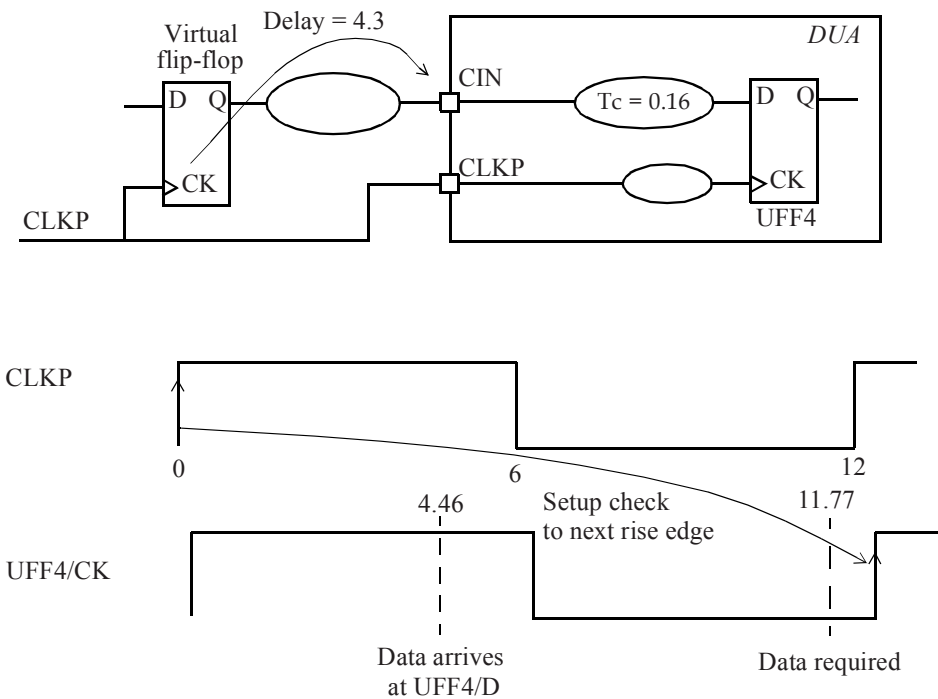 Delay = 4.3
Virtual
flip-flop
DUA
D Q
CIN
Tc = 0.16
D Q
CK
CLKP
CK
CLKP
UFF4
CLKP
0
6
12
4.46
Setup check
to next rise edge
11.77
UFF4/CK
Data arrives
at UFF4/D
Data required